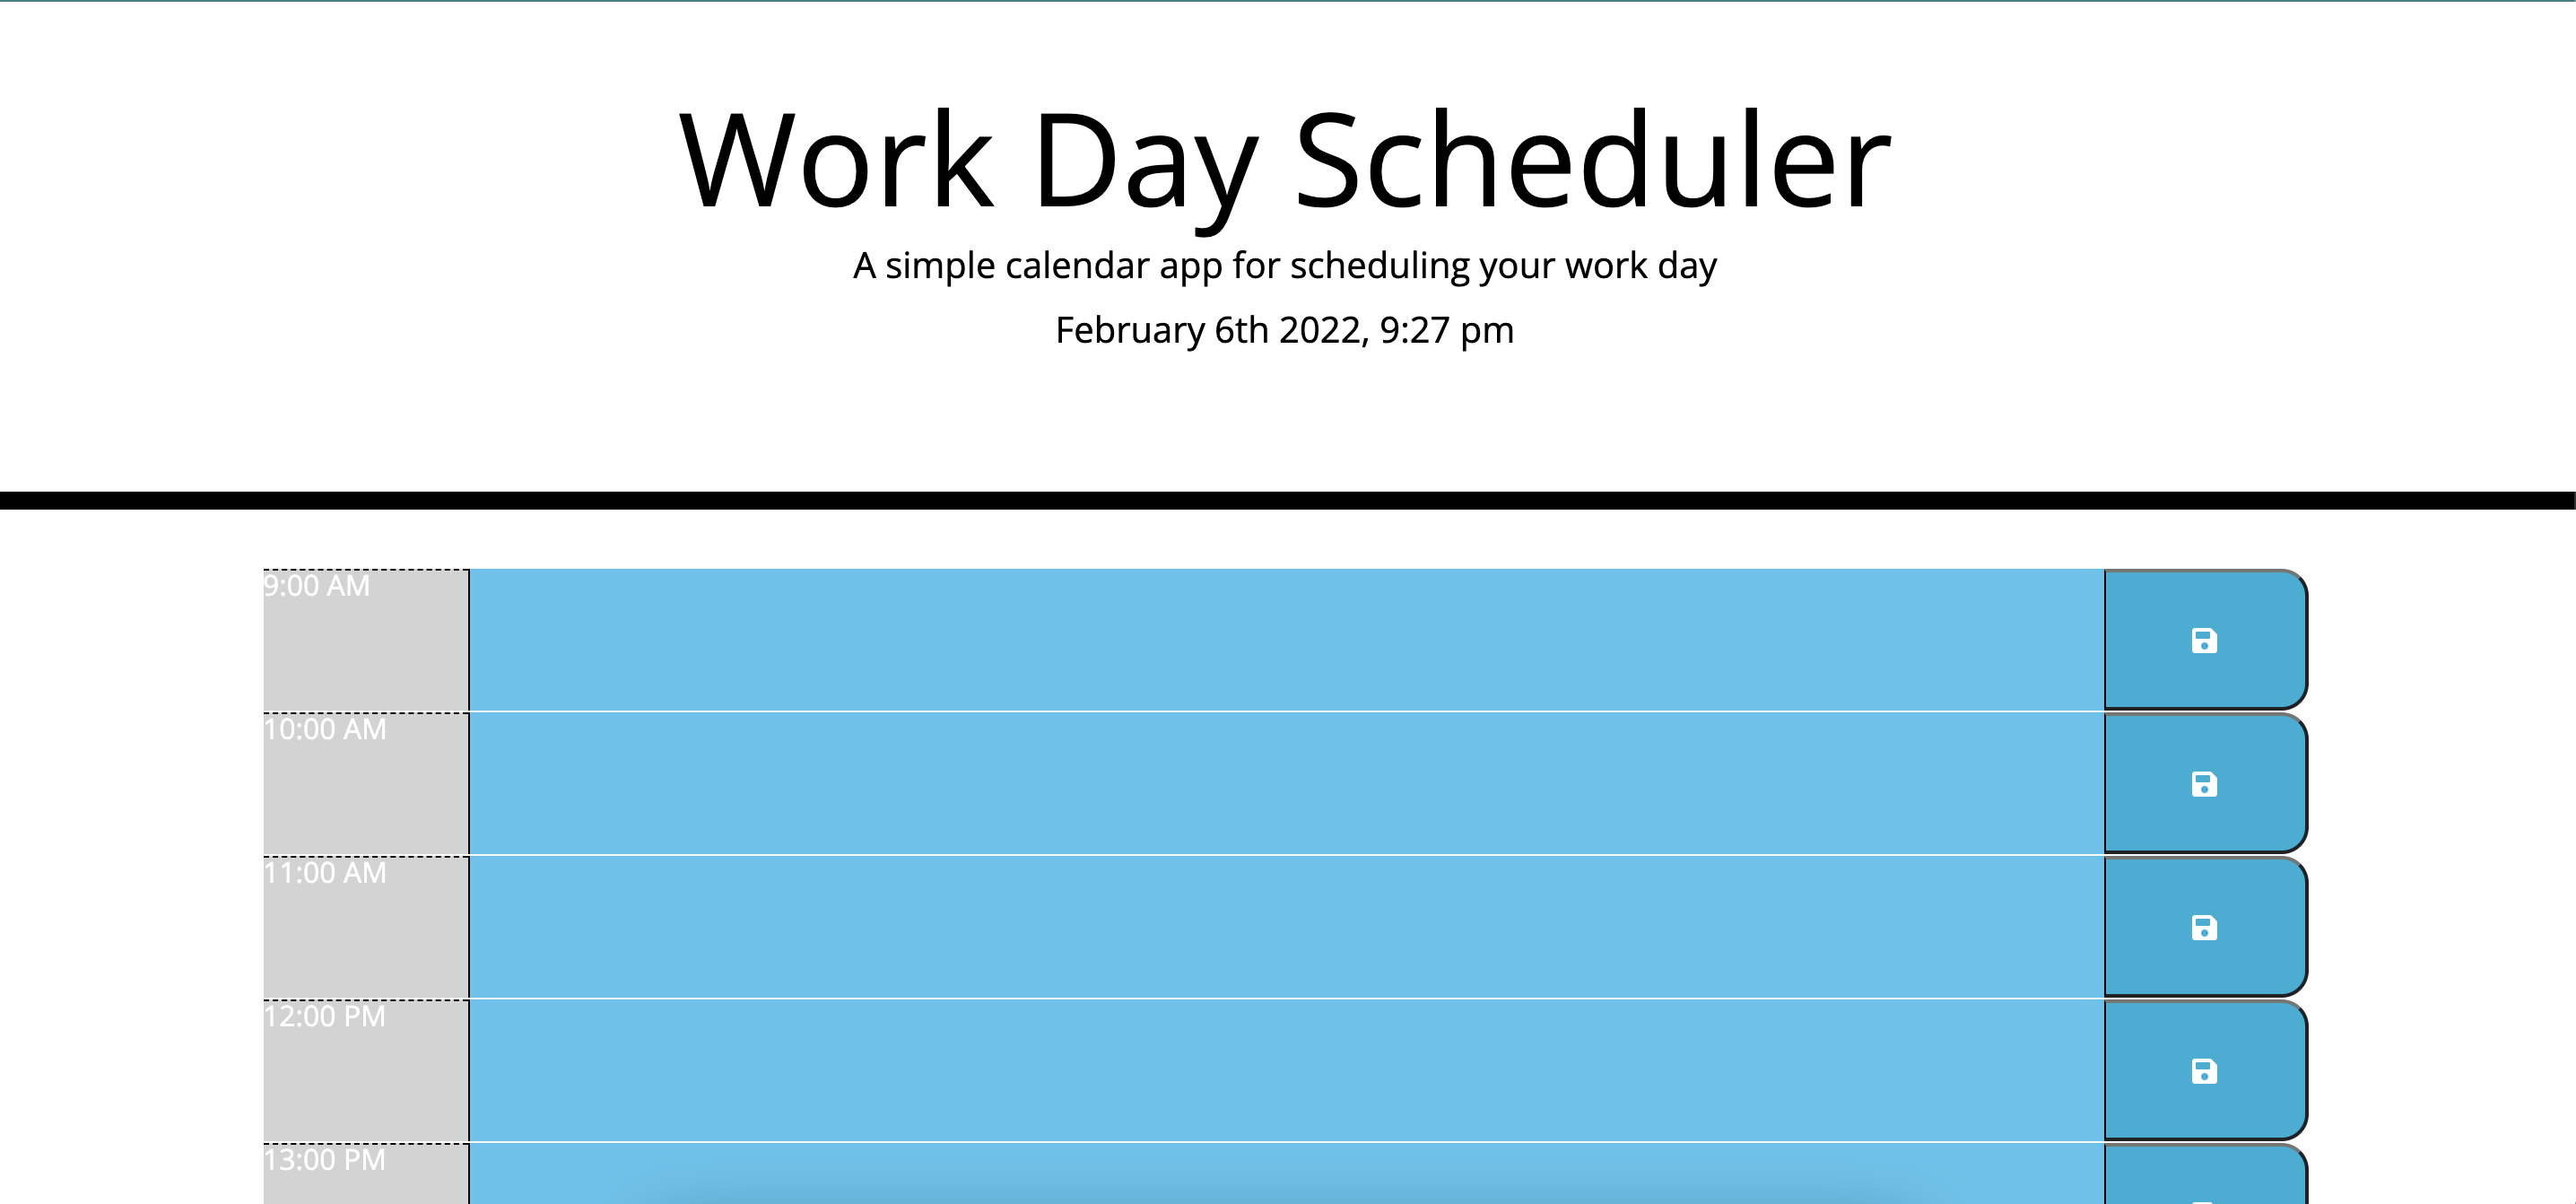 Work Day Scheduler
A simple calendar app for scheduling your work day
February 6th 2022, 9:27 pm
9:00 AM
10:00 AM
11:00 AM
12:00 PM
13:00 PM